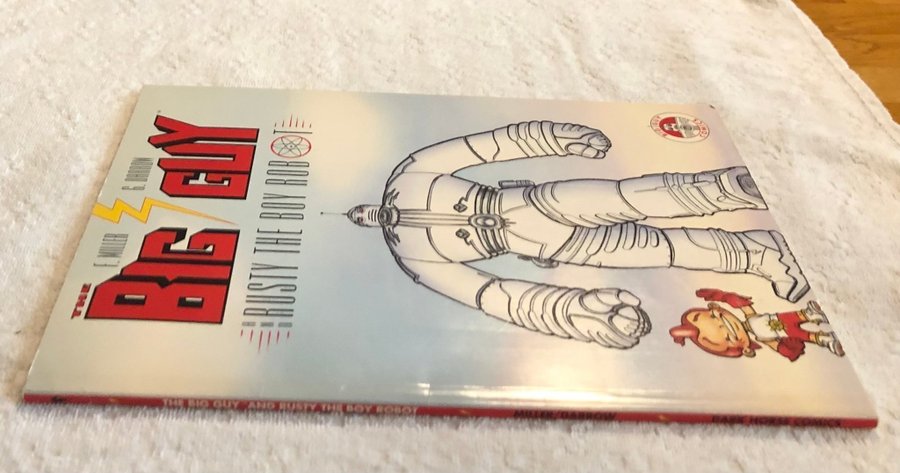 THE
BIG GUY
F. MILLER
G. DARROW
AND
RUSTY THE BOY ROBOT
THE BIG GUY AND RUSTY THE BOY ROBOT
MILLER/DARROW
DARK HORSE COMICS